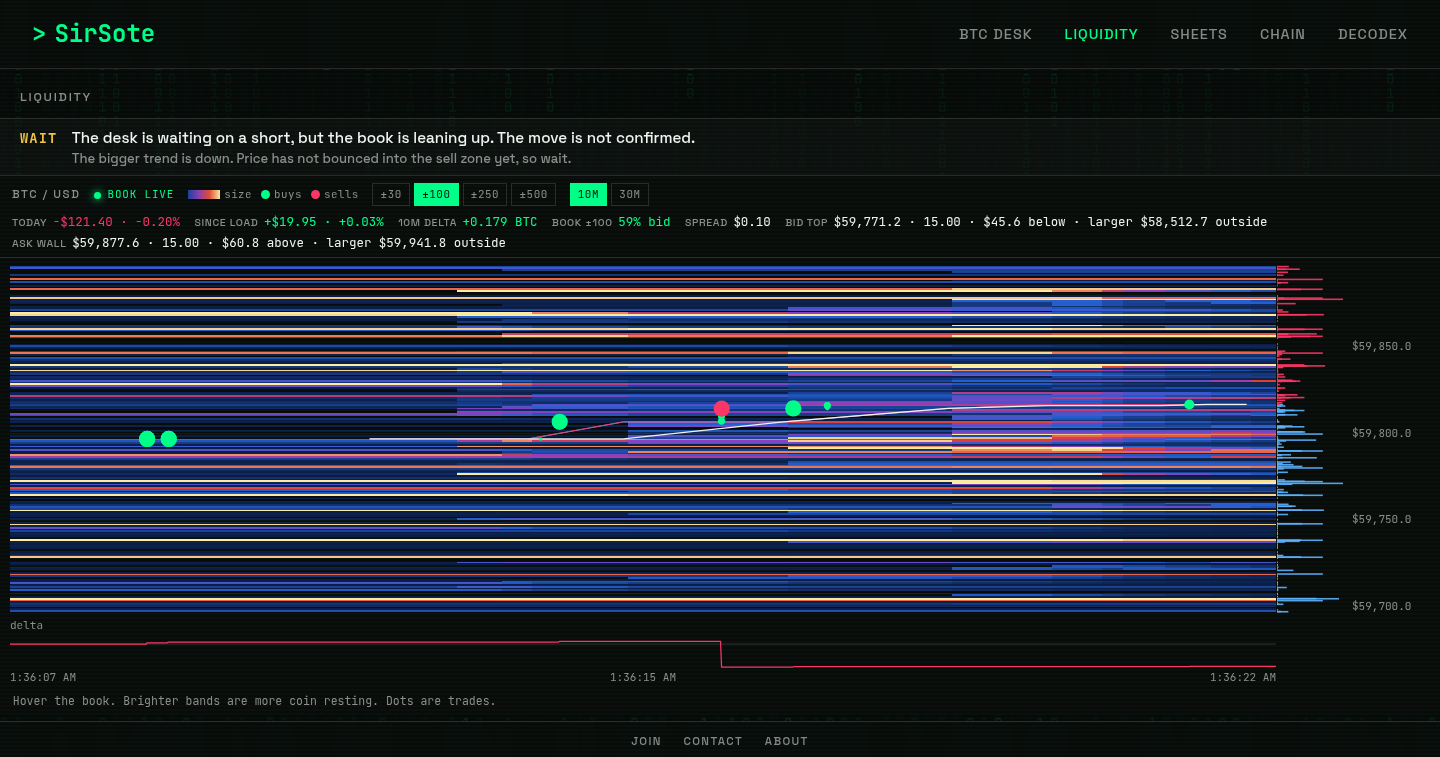 > SirSote
BTC DESK LIQUIDITY SHEETS CHAIN DECODEX
LIQUIDITY
WAIT The desk is waiting on a short, but the book is leaning up. The move is not confirmed.
The bigger trend is down. Price has not bounced into the sell zone yet, so wait.
BTC / USD BOOK LIVE size buys sells ±30 ±100 ±250 ±500 10M 30M
TODAY -$121.40 · -0.20% SINCE LOAD +$19.95 · +0.03% 10M DELTA +0.179 BTC BOOK ±100 59% bid SPREAD $0.10 BID TOP $59,771.2 · 15.00 · $45.6 below · larger $58,512.7 outside
ASK WALL $59,877.6 · 15.00 · $60.8 above · larger $59,941.8 outside
$59,850.0
$59,800.0
$59,750.0
$59,700.0
delta
1:36:07 AM 1:36:15 AM 1:36:22 AM
Hover the book. Brighter bands are more coin resting. Dots are trades.
JOIN CONTACT ABOUT